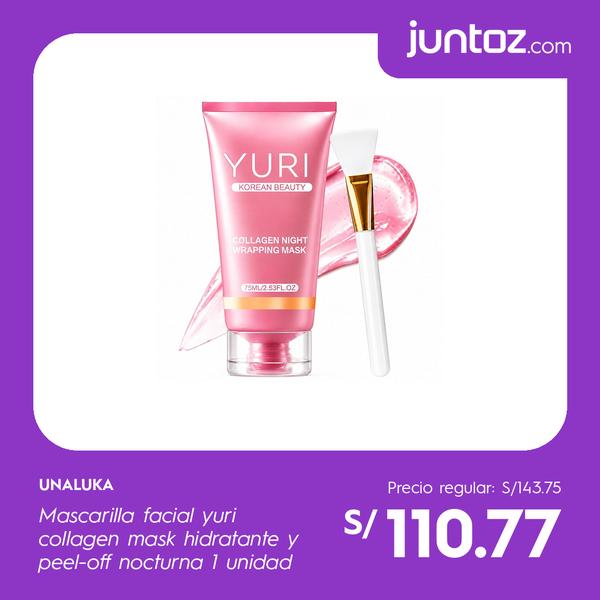 juntoz.com
YURI
KOREAN BEAUTY
COLLAGEN NIGHT
WRAPPING MASK
75ML/2.53FL.OZ
UNALUKA
Mascarilla facial yuri
collagen mask hidratante y
peel-off nocturna 1 unidad
Precio regular: S/143.75
S/110.77